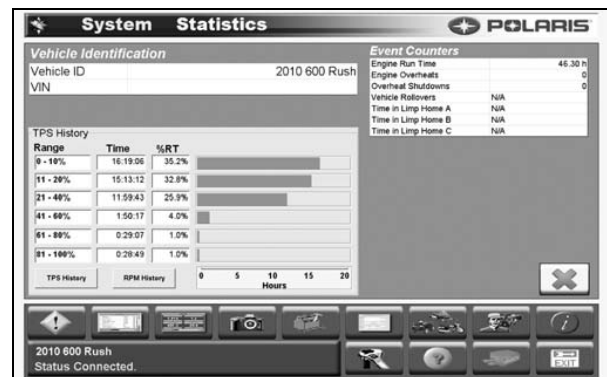 System Statistics
POLARIS
Vehicle Identification
Vehicle ID 2010 600 Rush
VIN
Event Counters
Engine Run Time 46.30 h
Engine Overheats 0
Overheat Shutdowns 0
Vehicle Rollovers N/A
Time in Limp Home A N/A
Time in Limp Home B N/A
Time in Limp Home C N/A
TPS History
Range Time %RT
0 - 10% 16:19:06 35.2%
11 - 20% 15:13:12 32.8%
21 - 40% 11:59:43 25.9%
41 - 60% 1:50:17 4.0%
61 - 80% 0:29:07 1.0%
81 - 100% 0:28:49 1.0%
TPS History RPM History
0 5 10 15 20
Hours
2010 600 Rush
Status Connected.
EXIT